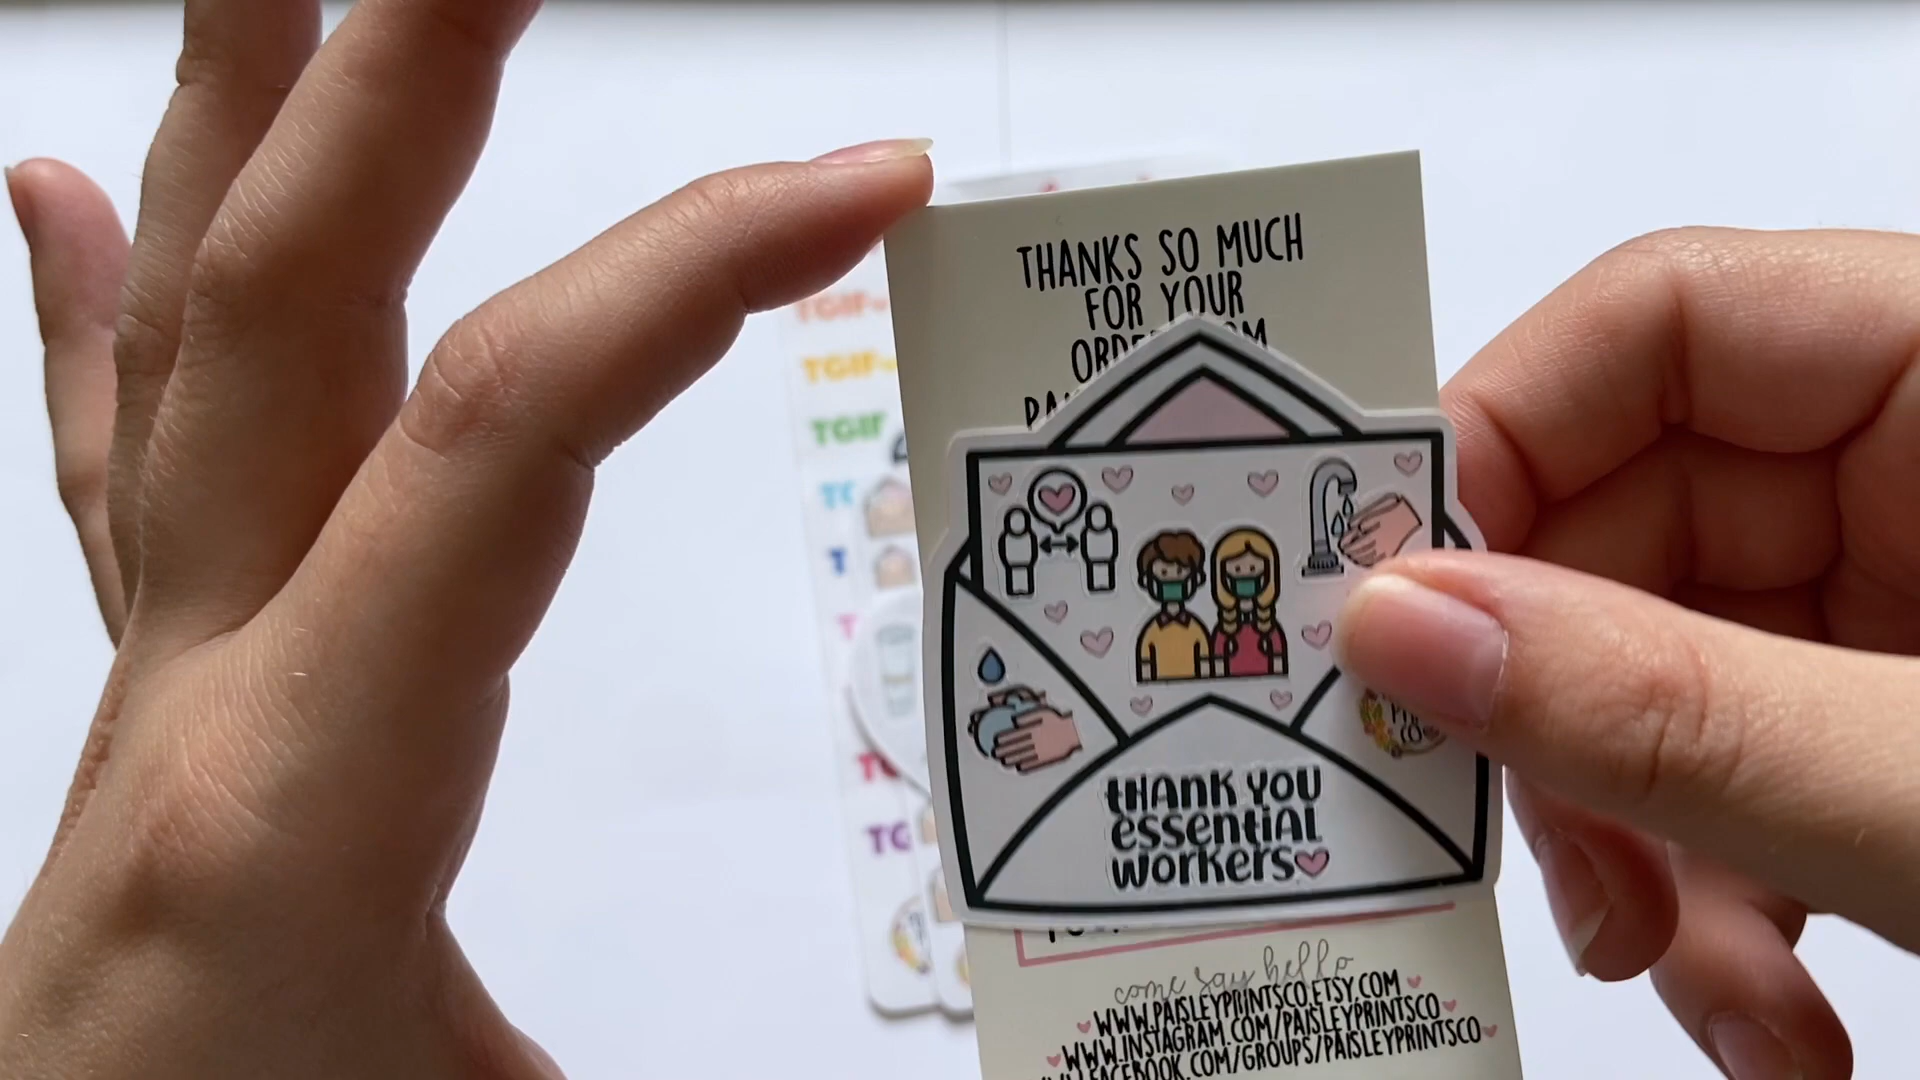 THANKS SO MUCH
FOR YOUR
TGIF
TGIF
TGIF
THANK YOU
essential
workers
come say hello
WWW.PAISLEYPRINTSCO.ETSY.COM
WWW.INSTAGRAM.COM/PAISLEYPRINTSCO
FACEBOOK.COM/GROUPS/PAISLEYPRINTSCO